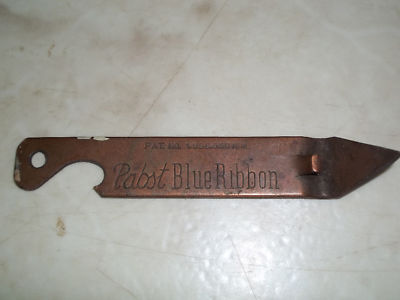 PAT. NO.
Pabst Blue Ribbon